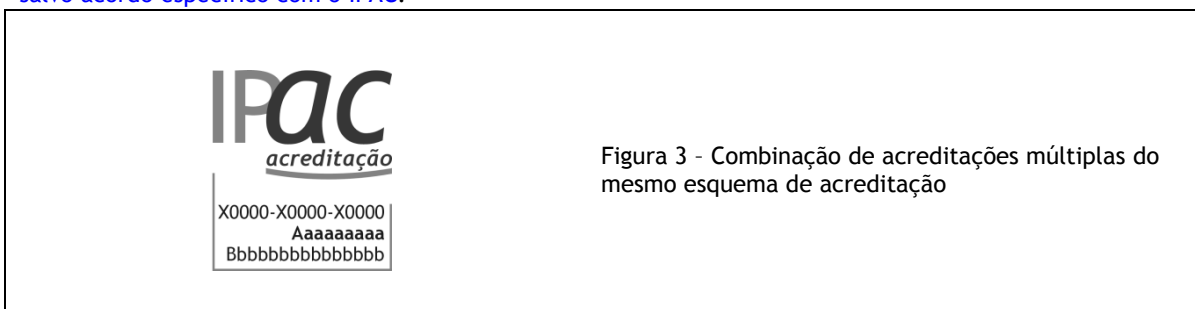 salvo acordo específico com o IPAC.
IPac
acreditação
X0000-X0000-X0000
Aaaaaaaaa
Bbbbbbbbbbbbbbb
Figura 3 - Combinação de acreditações múltiplas do
mesmo esquema de acreditação